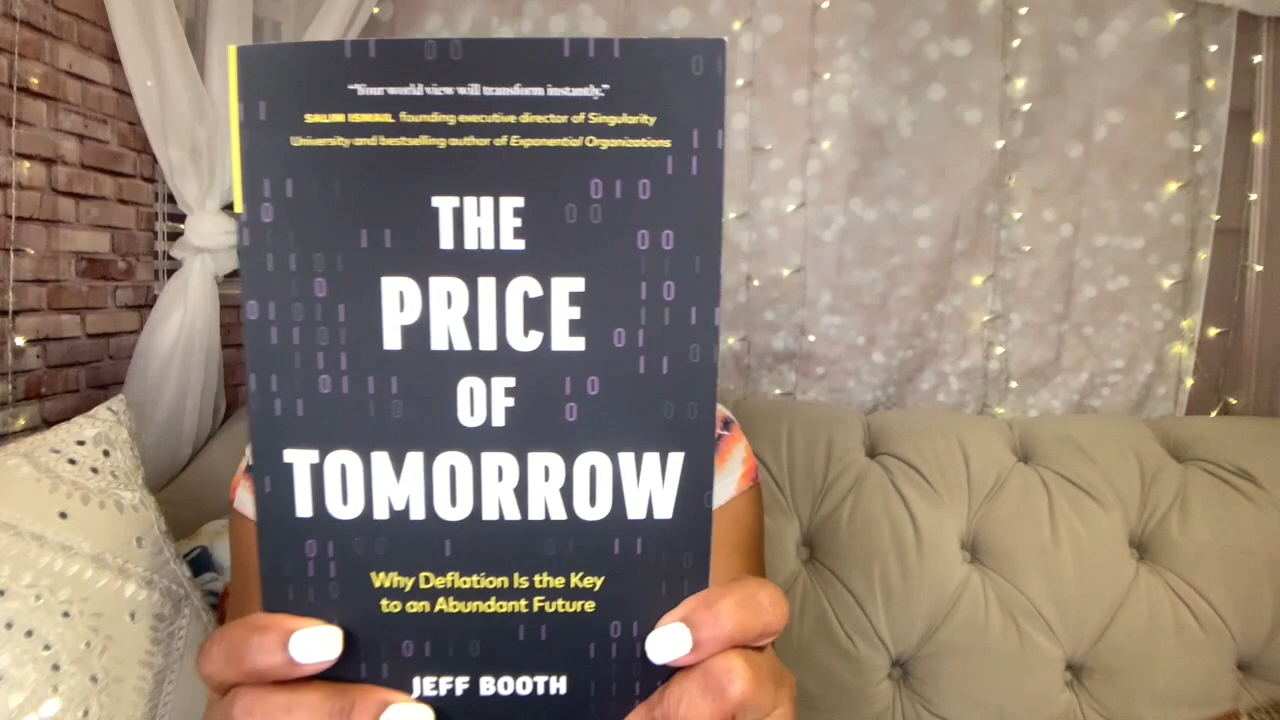 "Your world view will transform instantly."
SALIM ISMAIL founding executive director of Singularity
University and bestselling author of Exponential Organizations
THE
PRICE
OF
TOMORROW
Why Deflation Is the Key
to an Abundant Future
JEFF BOOTH